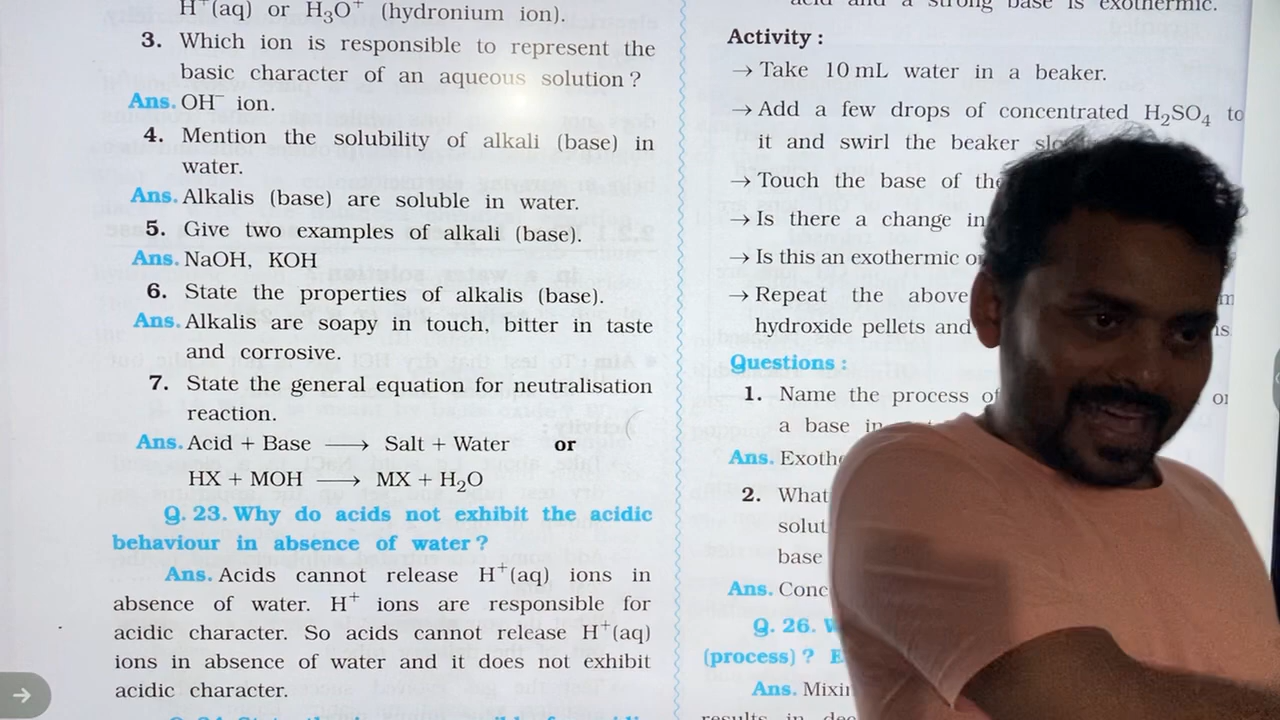 H⁺(aq) or H₃O⁺ (hydronium ion).
3. Which ion is responsible to represent the
basic character of an aqueous solution ?
Ans. OH⁻ ion.
4. Mention the solubility of alkali (base) in
water.
Ans. Alkalis (base) are soluble in water.
5. Give two examples of alkali (base).
Ans. NaOH, KOH
6. State the properties of alkalis (base).
Ans. Alkalis are soapy in touch, bitter in taste
and corrosive.
7. State the general equation for neutralisation
reaction.
Ans. Acid + Base ⟶ Salt + Water or
HX + MOH ⟶ MX + H₂O
Q. 23. Why do acids not exhibit the acidic
behaviour in absence of water ?
Ans. Acids cannot release H⁺(aq) ions in
absence of water. H⁺ ions are responsible for
acidic character. So acids cannot release H⁺(aq)
ions in absence of water and it does not exhibit
acidic character.
acid and a strong base is exothermic.
Activity :
→ Take 10 mL water in a beaker.
→ Add a few drops of concentrated H₂SO₄ to
it and swirl the beaker
→ Touch the base of the
→ Is there a change in
→ Is this an exothermic or
→ Repeat the above
hydroxide pellets and
Questions :
1. Name the process of
a base in
Ans.
2. What
base
Ans.
Q. 26.
(process) ?
Ans.
results in